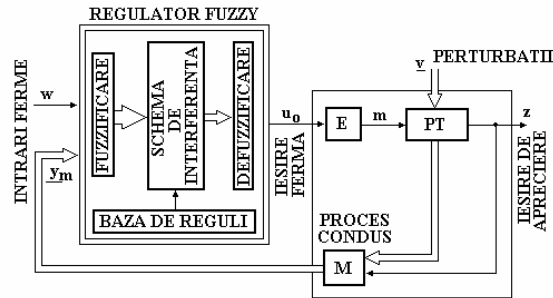 REGULATOR FUZZY
INTRARI FERME
w
y_m
FUZZIFICARE
SCHEMA
DE
INTERFERENTA
DEFUZZIFICARE
BAZA DE REGULI
u_o
IESIRE
FERMA
v
PERTURBATII
E
m
PT
z
IESIRE DE
APRECIERE
PROCES
CONDUS
M